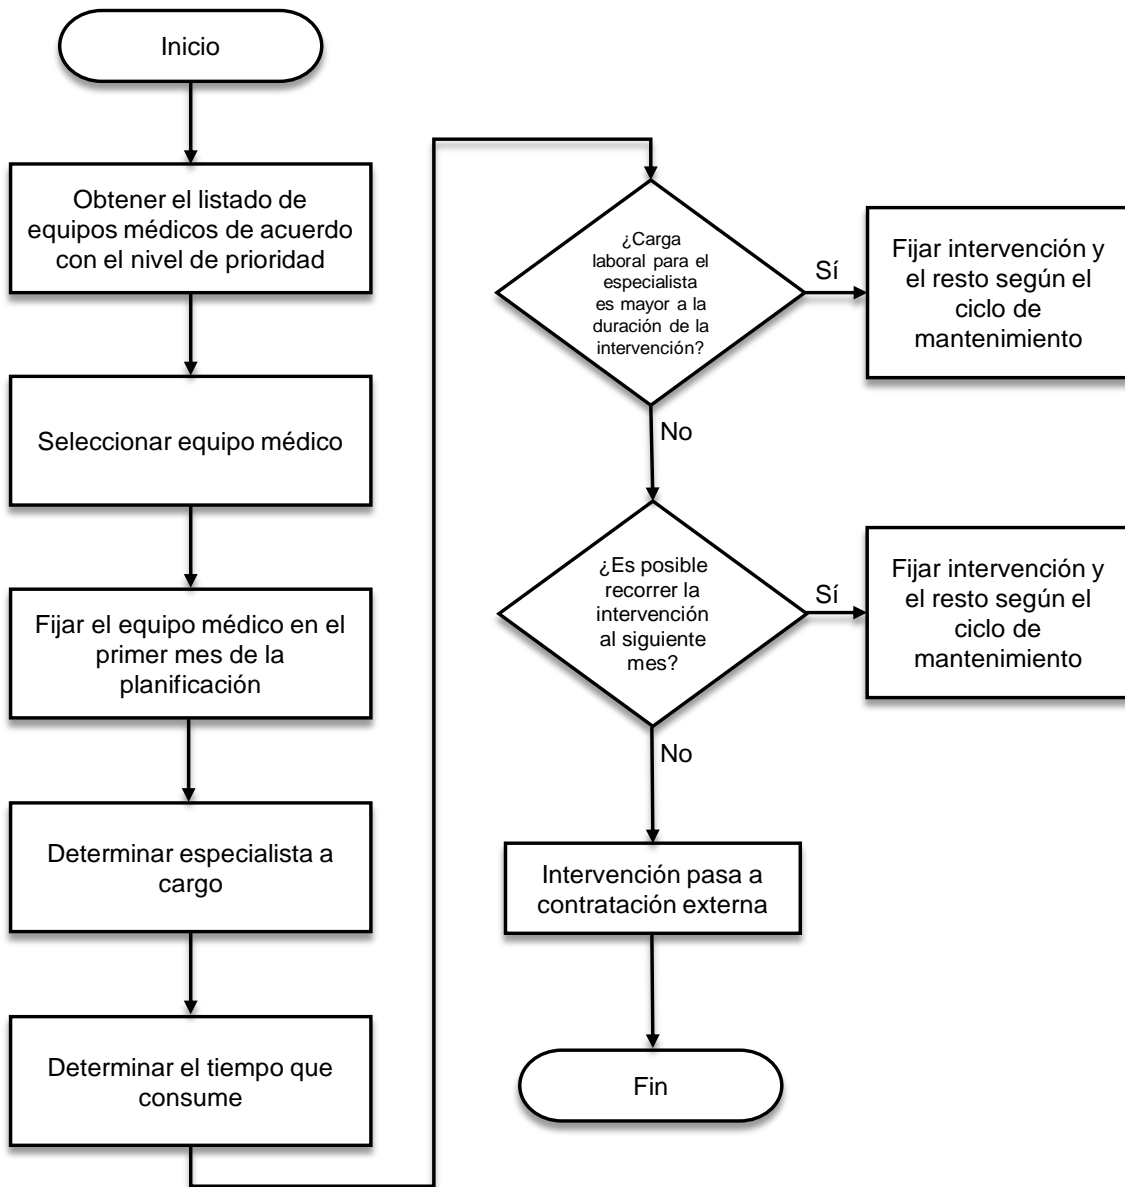 Inicio
Obtener el listado de
equipos médicos de acuerdo
con el nivel de prioridad
Seleccionar equipo médico
Fijar el equipo médico en el
primer mes de la
planificación
Determinar especialista a
cargo
Determinar el tiempo que
consume
¿Carga
laboral para el
especialista
es mayor a la
duración de la
intervención?
Sí
Fijar intervención y
el resto según el
ciclo de
mantenimiento
No
¿Es posible
recorrer la
intervención
al siguiente
mes?
Sí
Fijar intervención y
el resto según el
ciclo de
mantenimiento
No
Intervención pasa a
contratación externa
Fin